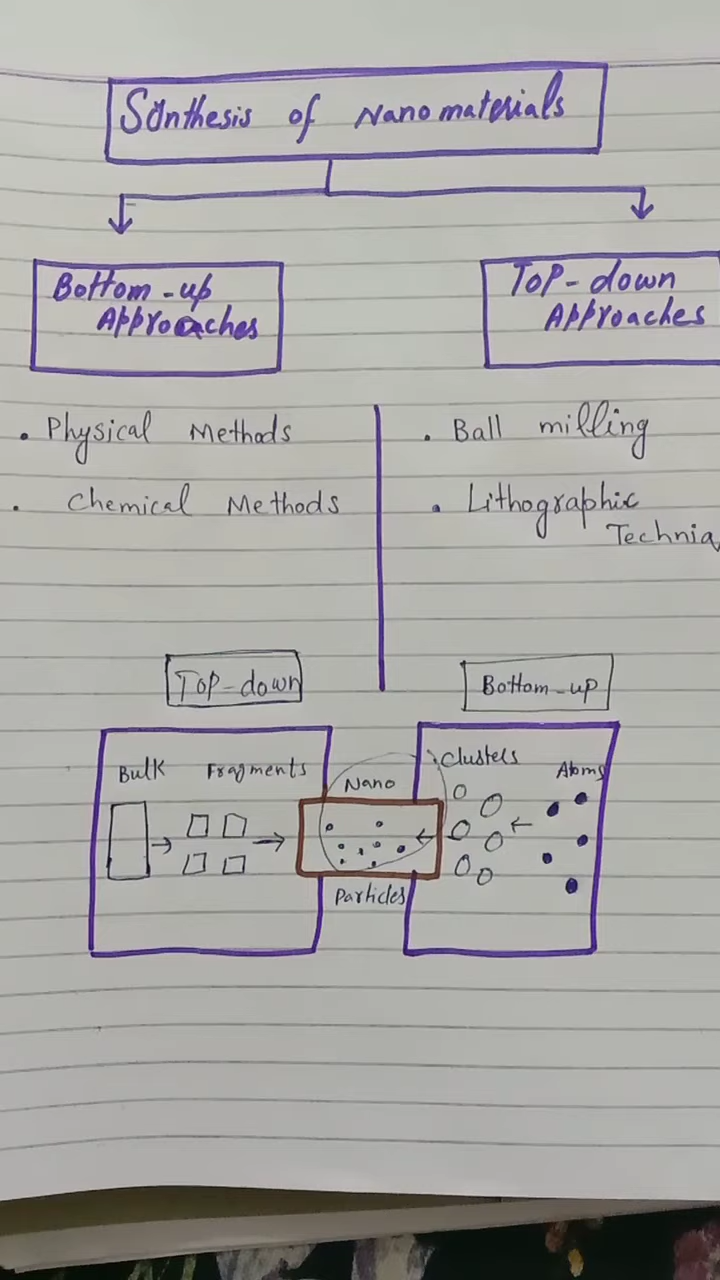 Synthesis of Nanomaterials
Bottom-up
Approaches
Top-down
Approaches
. Physical Methods
. Chemical Methods
. Ball milling
. Lithographic
Techniq
Top-down
Bottom-up
Bulk Fragments
Nano
Particles
Clusters
Atoms